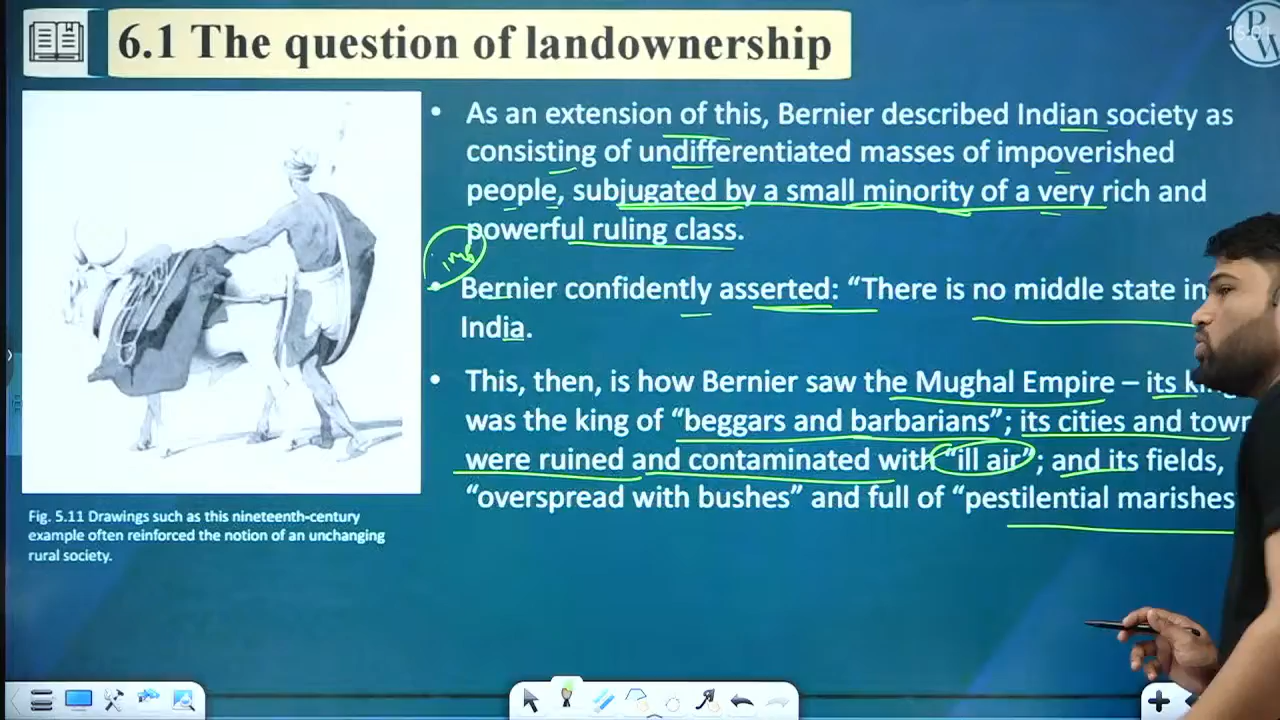 6.1 The question of landownership
• As an extension of this, Bernier described Indian society as
consisting of undifferentiated masses of impoverished
people, subjugated by a small minority of a very rich and
powerful ruling class.
imp
• Bernier confidently asserted: “There is no middle state in
India.
• This, then, is how Bernier saw the Mughal Empire – its
was the king of “beggars and barbarians”; its cities and
were ruined and contaminated with “ill air”; and its fields,
“overspread with bushes” and full of “pestilential marishes
Fig. 5.11 Drawings such as this nineteenth-century
example often reinforced the notion of an unchanging
rural society.